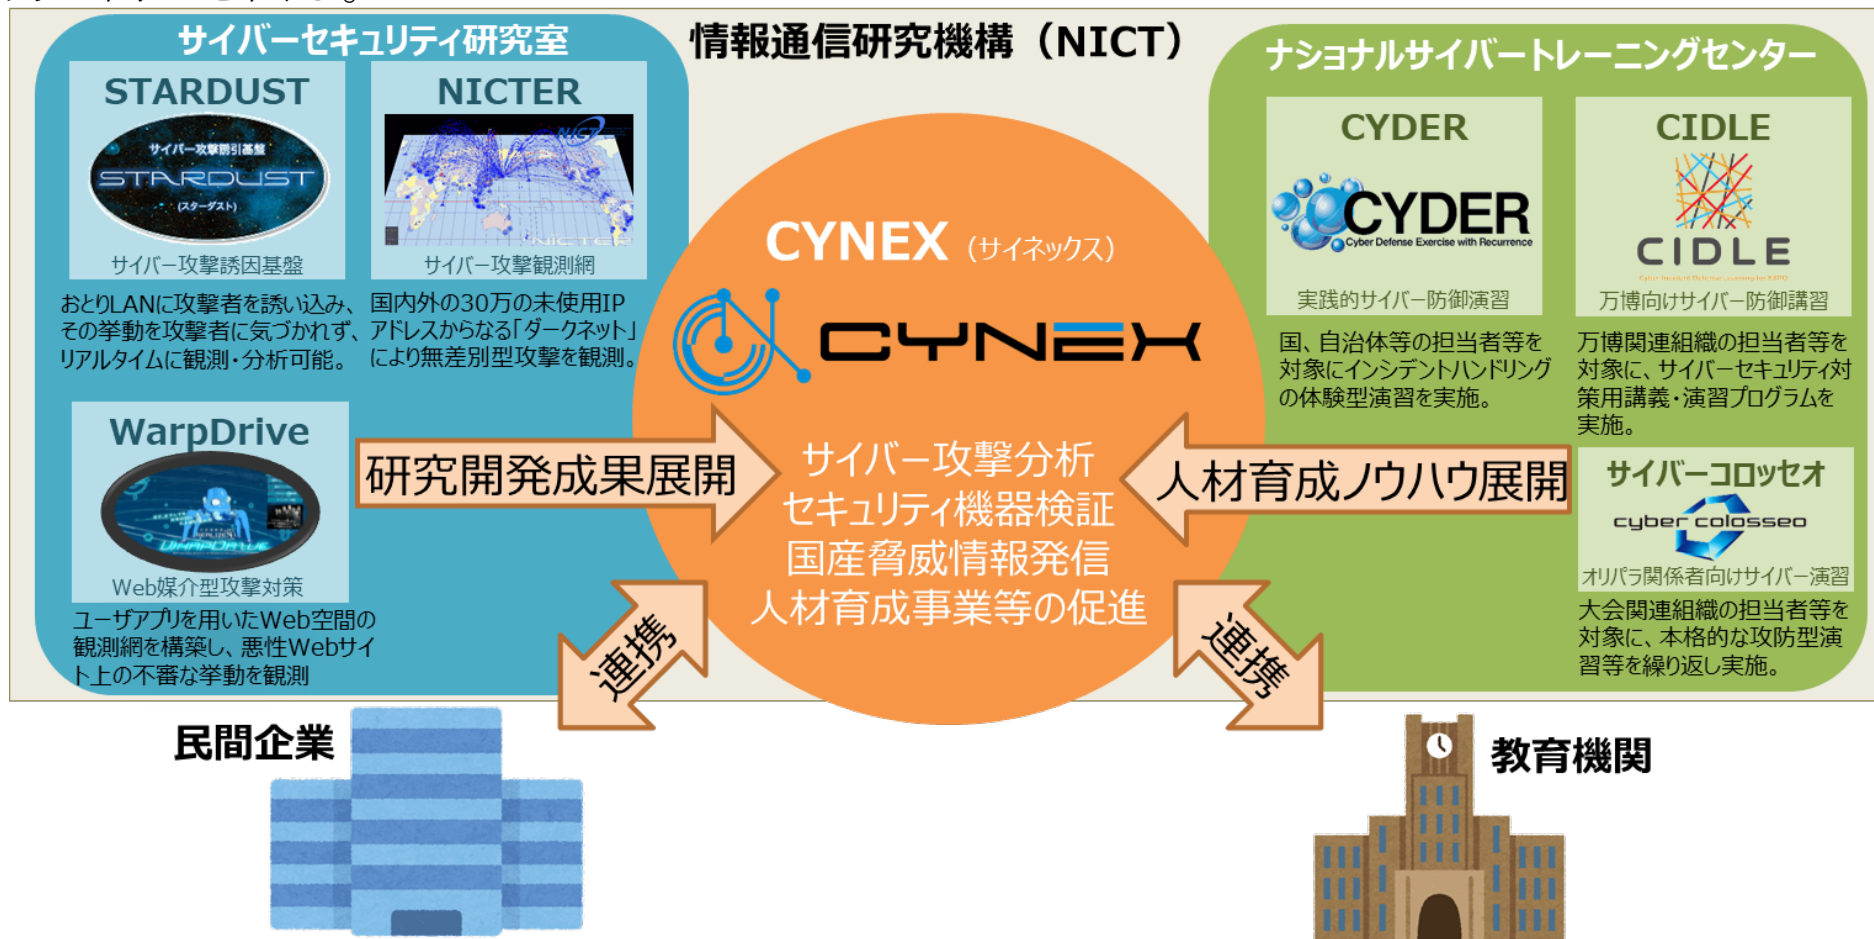 情報通信研究機構（NICT）
サイバーセキュリティ研究室
STARDUST
サイバー攻撃誘引基盤
STARDUST
(スターダスト)
サイバー攻撃誘因基盤
おとりLANに攻撃者を誘い込み、
その挙動を攻撃者に気づかれず、
リアルタイムに観測・分析可能。
NICTER
NICT
NICTER
サイバー攻撃観測網
国内外の30万の未使用IP
アドレスからなる「ダークネット」
により無差別型攻撃を観測。
WarpDrive
WARPDRIVE
Web媒介型攻撃対策
ユーザアプリを用いたWeb空間の
観測網を構築し、悪性Webサイ
ト上の不審な挙動を観測
研究開発成果展開
CYNEX（サイネックス）
CYNEX
サイバー攻撃分析
セキュリティ機器検証
国産脅威情報発信
人材育成事業等の促進
人材育成ノウハウ展開
ナショナルサイバートレーニングセンター
CYDER
CYDER
Cyber Defense Exercise with Recurrence
実践的サイバー防御演習
国、自治体等の担当者等を
対象にインシデントハンドリング
の体験型演習を実施。
CIDLE
CIDLE
Cyber Incident Defense Learning for EXPO
万博向けサイバー防御講習
万博関連組織の担当者等を
対象に、サイバーセキュリティ対
策用講義・演習プログラムを
実施。
サイバーコロッセオ
cyber colosseo
オリパラ関係者向けサイバー演習
大会関連組織の担当者等を
対象に、本格的な攻防型演
習等を繰り返し実施。
連携
連携
民間企業
教育機関